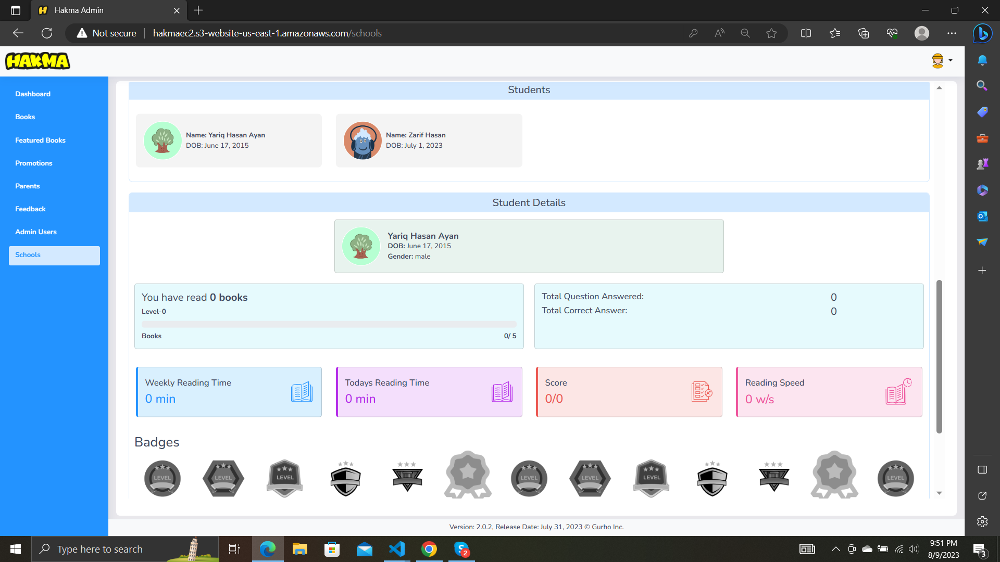 Hakma Admin
Not secure
hakmaec2.s3-website-us-east-1.amazonaws.com/schools
HAKMA
Dashboard
Books
Featured Books
Promotions
Parents
Feedback
Admin Users
Schools
Students
Name: Yariq Hasan Ayan
DOB: June 17, 2015
Name: Zarif Hasan
DOB: July 1, 2023
Student Details
Yariq Hasan Ayan
DOB: June 17, 2015
Gender: male
You have read 0 books
Level-0
Books
0/ 5
Total Question Answered:
0
Total Correct Answer:
0
Weekly Reading Time
0 min
Todays Reading Time
0 min
Score
0/0
Reading Speed
0 w/s
Badges
LEVEL
LEVEL
LEVEL
LEVEL
LEVEL
LEVEL
LEVEL
Version: 2.0.2, Release Date: July 31, 2023 © Gurho Inc.
Type here to search
2
9:51 PM
8/9/2023
3